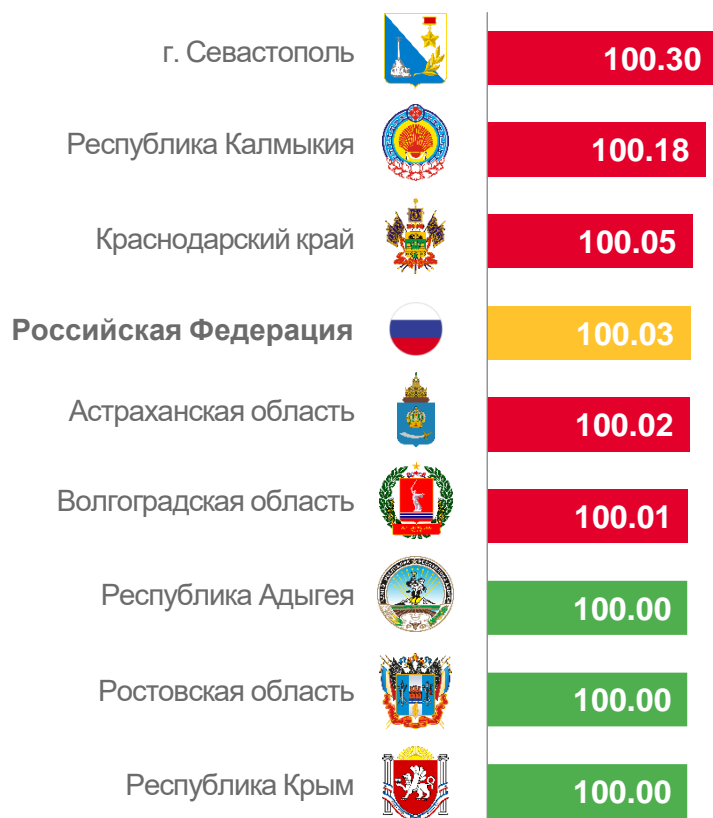 г. Севастополь 100.30
Республика Калмыкия 100.18
Краснодарский край 100.05
Российская Федерация 100.03
Астраханская область 100.02
Волгоградская область 100.01
Республика Адыгея 100.00
Ростовская область 100.00
Республика Крым 100.00